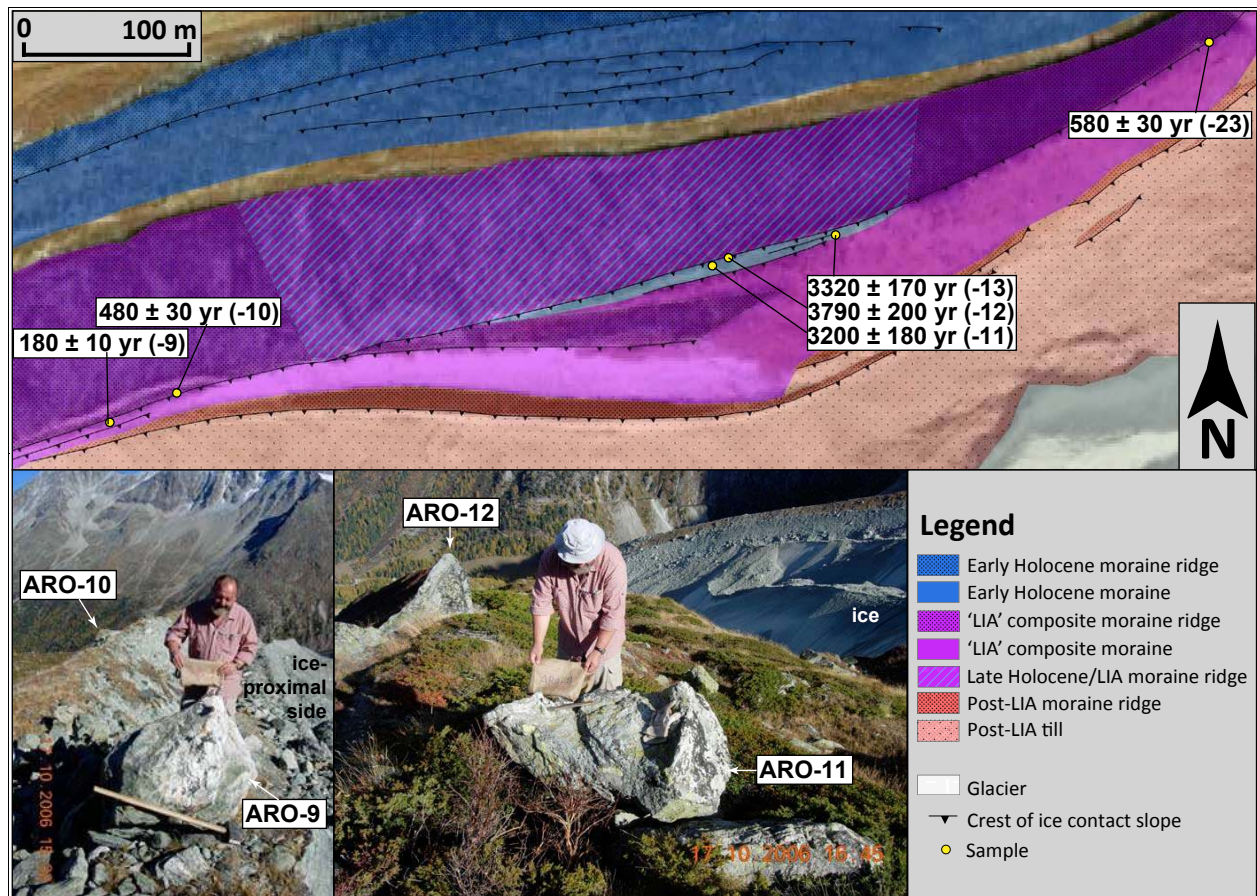 0 100 m
580 ± 30 yr (-23)
3320 ± 170 yr (-13)
3790 ± 200 yr (-12)
3200 ± 180 yr (-11)
480 ± 30 yr (-10)
180 ± 10 yr (-9)
N
ARO-10
ice-
proximal
side
ARO-9
ARO-12
ice
ARO-11
17 10 2006 16 45
Legend
Early Holocene moraine ridge
Early Holocene moraine
‘LIA’ composite moraine ridge
‘LIA’ composite moraine
Late Holocene/LIA moraine ridge
Post-LIA moraine ridge
Post-LIA till
Glacier
Crest of ice contact slope
Sample